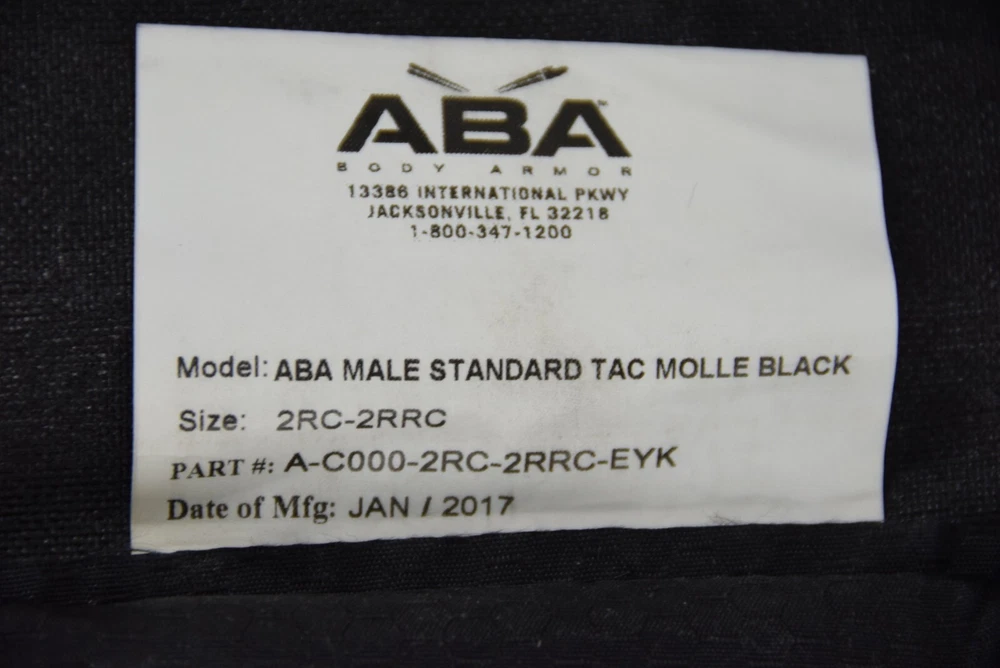 ABA™
BODY ARMOR
13386 INTERNATIONAL PKWY
JACKSONVILLE, FL 32218
1-800-347-1200
Model: ABA MALE STANDARD TAC MOLLE BLACK
Size: 2RC-2RRC
PART #: A-C000-2RC-2RRC-EYK
Date of Mfg: JAN / 2017